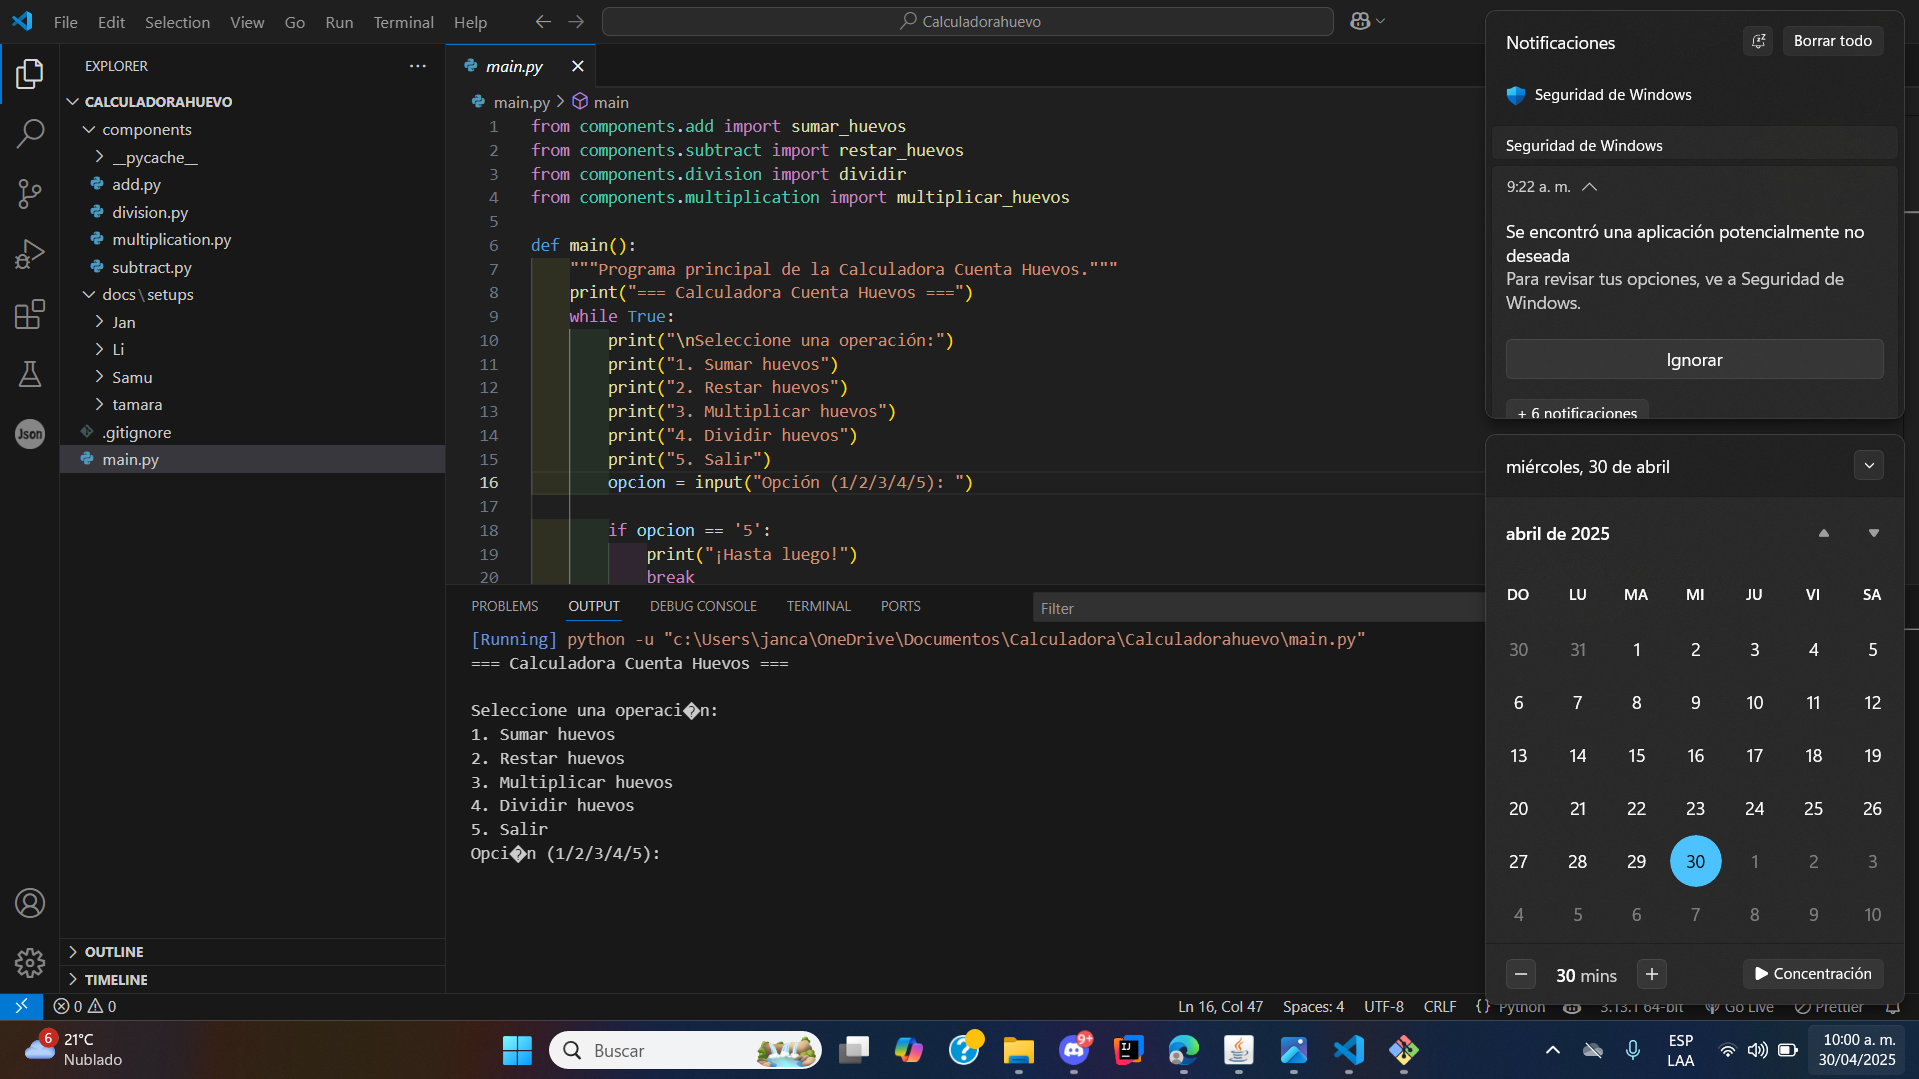 File Edit Selection View Go Run Terminal Help
Calculadorahuevo
EXPLORER
CALCULADORAHUEVO
components
__pycache__
add.py
division.py
multiplication.py
subtract.py
docs\setups
Jan
Li
Samu
tamara
.gitignore
main.py
OUTLINE
TIMELINE
Json
main.py
main.py > main
1 from components.add import sumar_huevos
2 from components.subtract import restar_huevos
3 from components.division import dividir
4 from components.multiplication import multiplicar_huevos
5
6 def main():
7 """Programa principal de la Calculadora Cuenta Huevos."""
8 print("=== Calculadora Cuenta Huevos ===")
9 while True:
10 print("\nSeleccione una operación:")
11 print("1. Sumar huevos")
12 print("2. Restar huevos")
13 print("3. Multiplicar huevos")
14 print("4. Dividir huevos")
15 print("5. Salir")
16 opcion = input("Opción (1/2/3/4/5): ")
17
18 if opcion == '5':
19 print("¡Hasta luego!")
20 break
PROBLEMS OUTPUT DEBUG CONSOLE TERMINAL PORTS
Filter
[Running] python -u "c:\Users\janca\OneDrive\Documentos\Calculadora\Calculadorahuevo\main.py"
=== Calculadora Cuenta Huevos ===
Seleccione una operaci�n:
1. Sumar huevos
2. Restar huevos
3. Multiplicar huevos
4. Dividir huevos
5. Salir
Opci�n (1/2/3/4/5):
Notificaciones
Borrar todo
Seguridad de Windows
Seguridad de Windows
9:22 a. m.
Se encontró una aplicación potencialmente no
deseada
Para revisar tus opciones, ve a Seguridad de
Windows.
Ignorar
+ 6 notificaciones
miércoles, 30 de abril
abril de 2025
DO LU MA MI JU VI SA
30 31 1 2 3 4 5
6 7 8 9 10 11 12
13 14 15 16 17 18 19
20 21 22 23 24 25 26
27 28 29 30 1 2 3
4 5 6 7 8 9 10
30 mins
Concentración
0 0
Ln 16, Col 47 Spaces: 4 UTF-8 CRLF {} Python 3.13.1 64-bit Go Live Prettier
6
21°C
Nublado
Buscar
9+
ESP
LAA
10:00 a. m.
30/04/2025